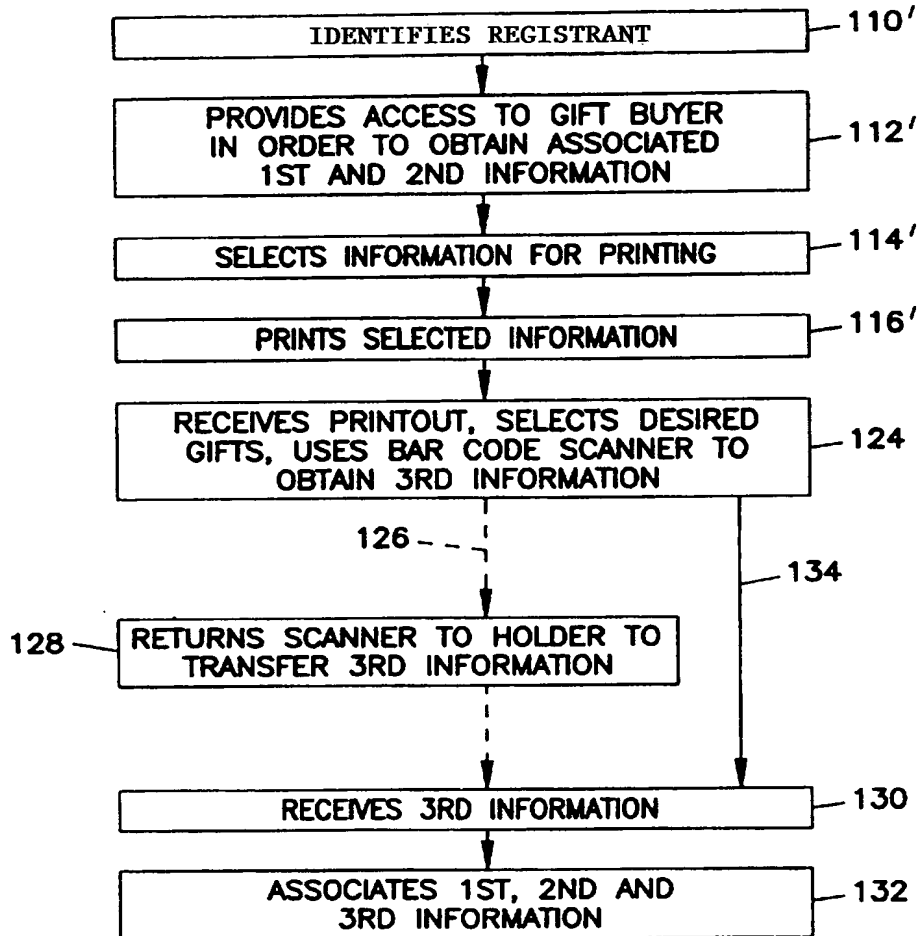 IDENTIFIES REGISTRANT
110'
PROVIDES ACCESS TO GIFT BUYER
IN ORDER TO OBTAIN ASSOCIATED
1ST AND 2ND INFORMATION
112'
SELECTS INFORMATION FOR PRINTING
114'
PRINTS SELECTED INFORMATION
116'
RECEIVES PRINTOUT, SELECTS DESIRED
GIFTS, USES BAR CODE SCANNER TO
OBTAIN 3RD INFORMATION
124
126
134
128
RETURNS SCANNER TO HOLDER TO
TRANSFER 3RD INFORMATION
RECEIVES 3RD INFORMATION
130
ASSOCIATES 1ST, 2ND AND
3RD INFORMATION
132